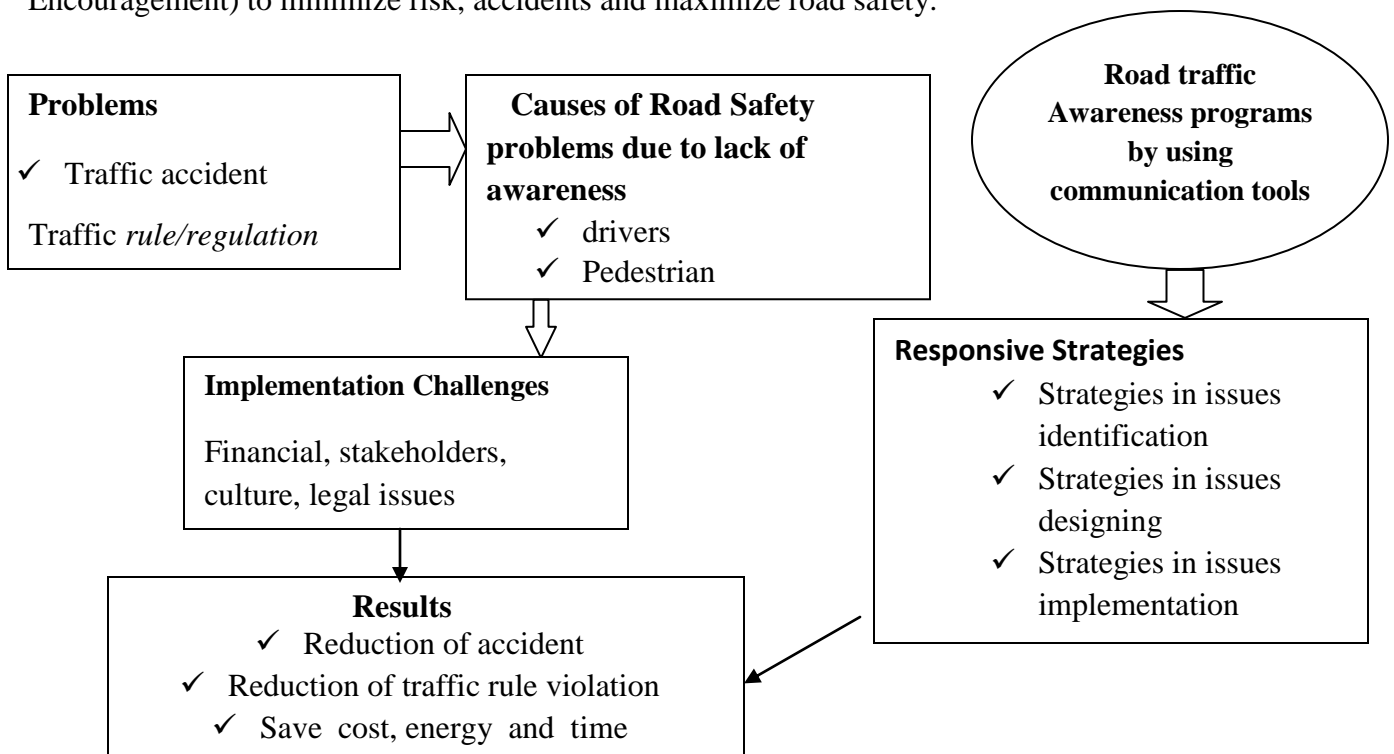 Encouragement) to minimize risk, accidents and maximize road safety.
Problems
✓ Traffic accident
Traffic rule/regulation
Causes of Road Safety
problems due to lack of
awareness
✓ drivers
✓ Pedestrian
Road traffic
Awareness programs
by using
communication tools
Implementation Challenges
Financial, stakeholders,
culture, legal issues
Responsive Strategies
✓ Strategies in issues
identification
✓ Strategies in issues
designing
✓ Strategies in issues
implementation
Results
✓ Reduction of accident
✓ Reduction of traffic rule violation
✓ Save cost, energy and time